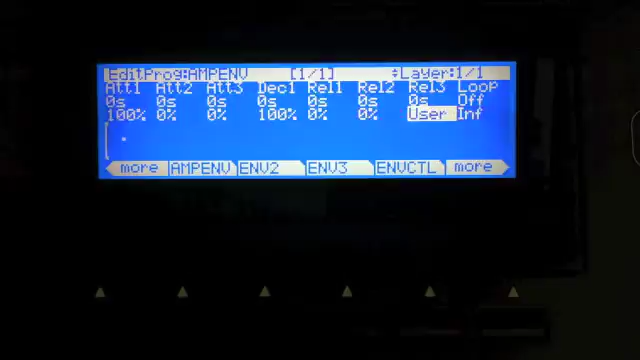 EditProg:AMPENV [1/1] ♦Layer:1/1
Att1 Att2 Att3 Dec1 Rel1 Rel2 Rel3 Loop
0s 0s 0s 0s 0s 0s 0s Off
100% 0% 0% 100% 0% 0% User Inf
more AMPENV ENV2 ENV3 ENVCTL more